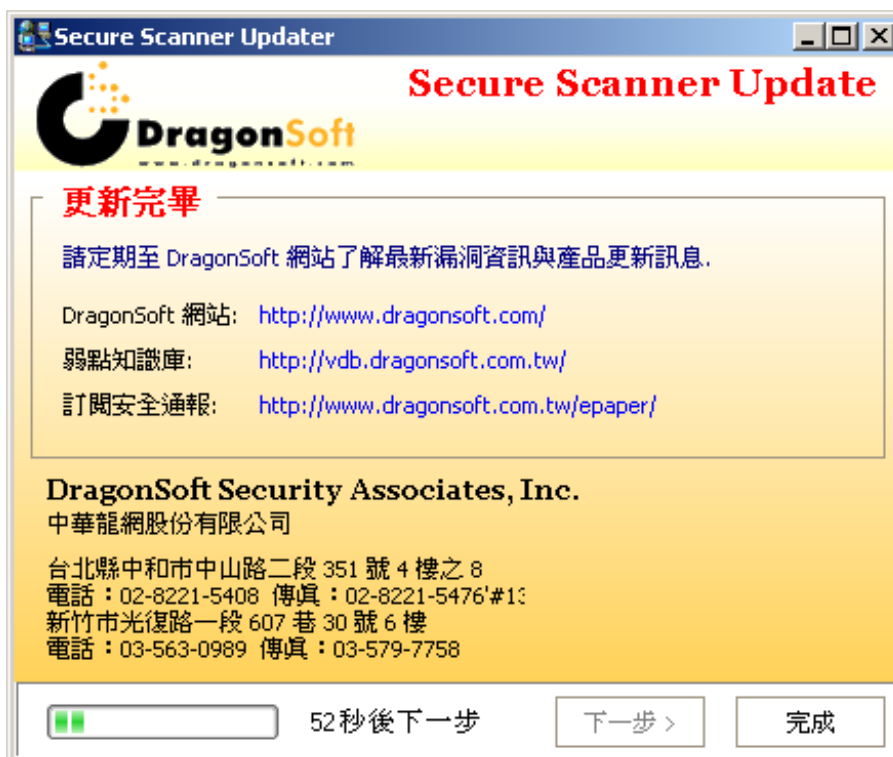 Secure Scanner Updater
Secure Scanner Update
DragonSoft
www.dragonsoft.com
更新完畢
請定期至 DragonSoft 網站了解最新漏洞資訊與產品更新訊息.
DragonSoft 網站: http://www.dragonsoft.com/
弱點知識庫: http://vdb.dragonsoft.com.tw/
訂閱安全通報: http://www.dragonsoft.com.tw/epaper/
DragonSoft Security Associates, Inc.
中華龍網股份有限公司
台北縣中和市中山路二段 351 號 4 樓之 8
電話：02-8221-5408 傳真：02-8221-5476'#13
新竹市光復路一段 607 巷 30 號 6 樓
電話：03-563-0989 傳真：03-579-7758
52秒後下一步 下一步 > 完成